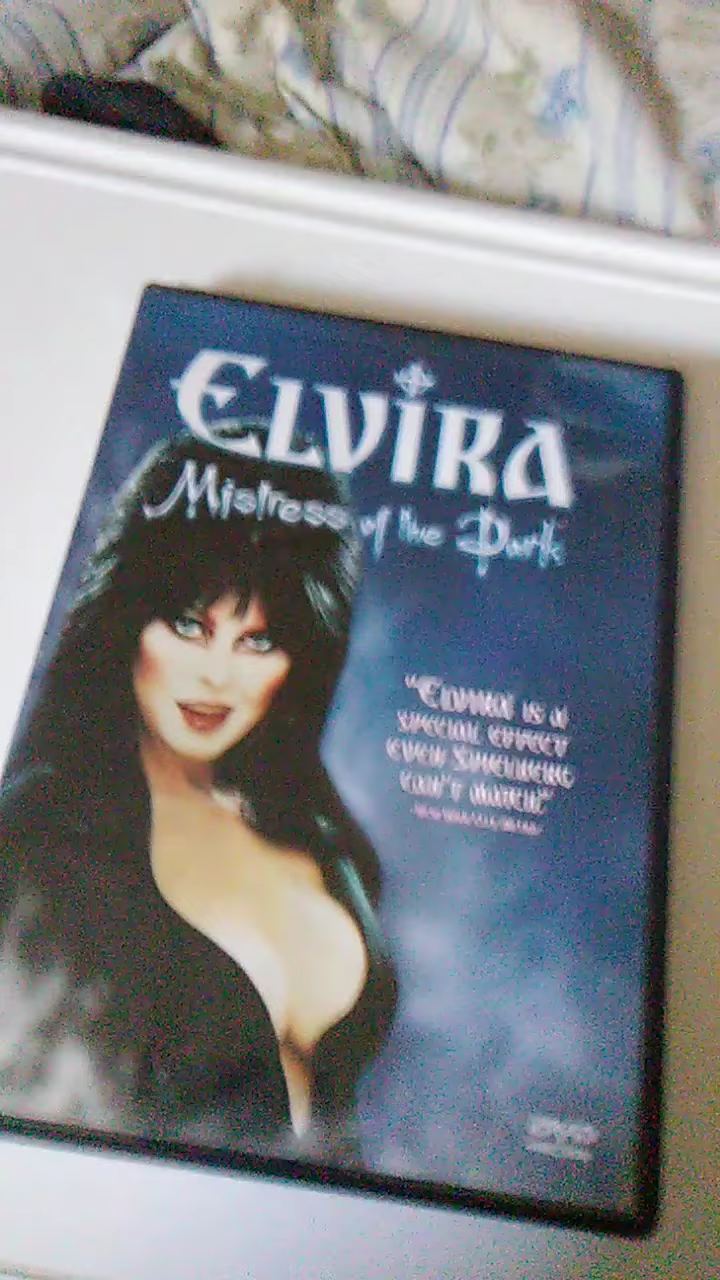 ELVIRA
Mistress of the Dark
"ELVIRA IS A
SPECIAL EFFECT
EVEN SPIELBERG
CAN'T MATCH!"
DVD